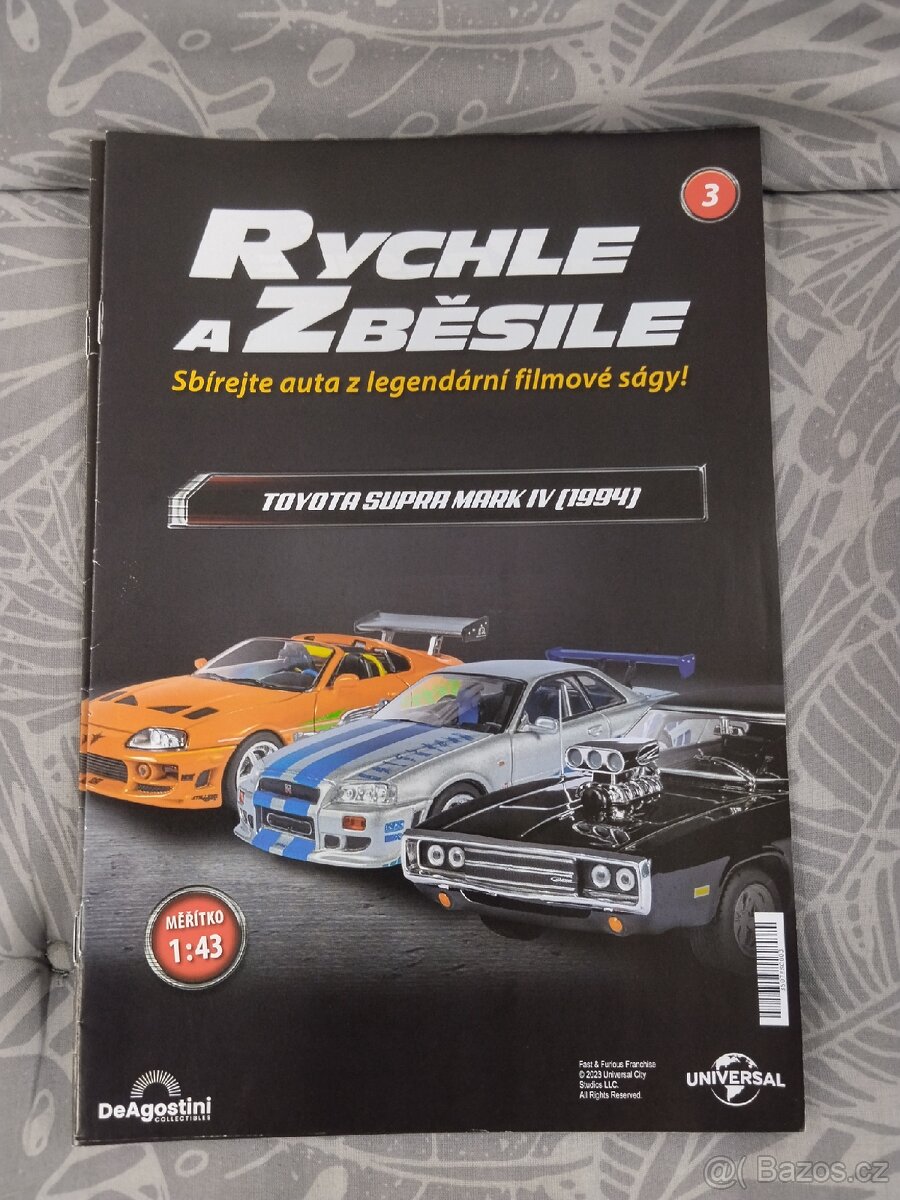 3
RYCHLE
A ZBĚSILE
Sbírejte auta z legendární filmové ságy!
TOYOTA SUPRA MARK IV (1994)
MĚŘÍTKO
1:43
DeAgostini
COLLECTIBLES
Fast & Furious Franchise
© 2023 Universal City
Studios LLC.
All Rights Reserved.
UNIVERSAL
@( Bazos.cz